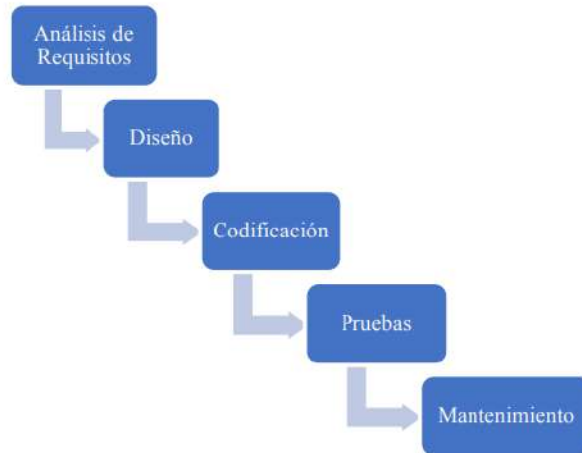 Análisis de
Requisitos
Diseño
Codificación
Pruebas
Mantenimiento